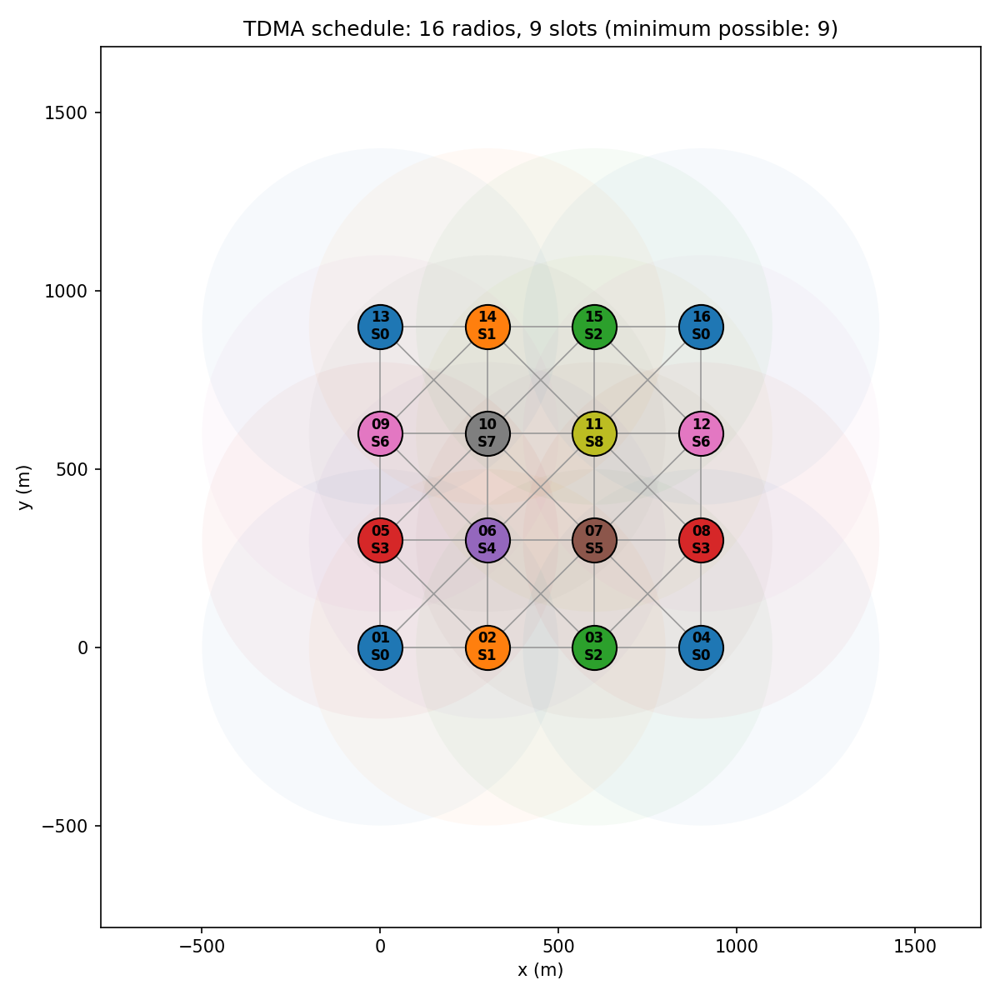 TDMA schedule: 16 radios, 9 slots (minimum possible: 9)
1500
1000
500
0
−500
y (m)
13
S0
14
S1
15
S2
16
S0
09
S6
10
S7
11
S8
12
S6
05
S3
06
S4
07
S5
08
S3
01
S0
02
S1
03
S2
04
S0
−500
0
500
1000
1500
x (m)